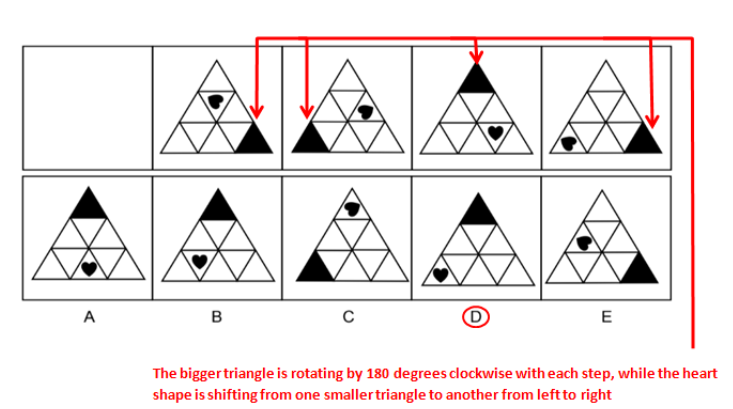 A B C D E
The bigger triangle is rotating by 180 degrees clockwise with each step, while the heart
shape is shifting from one smaller triangle to another from left to right